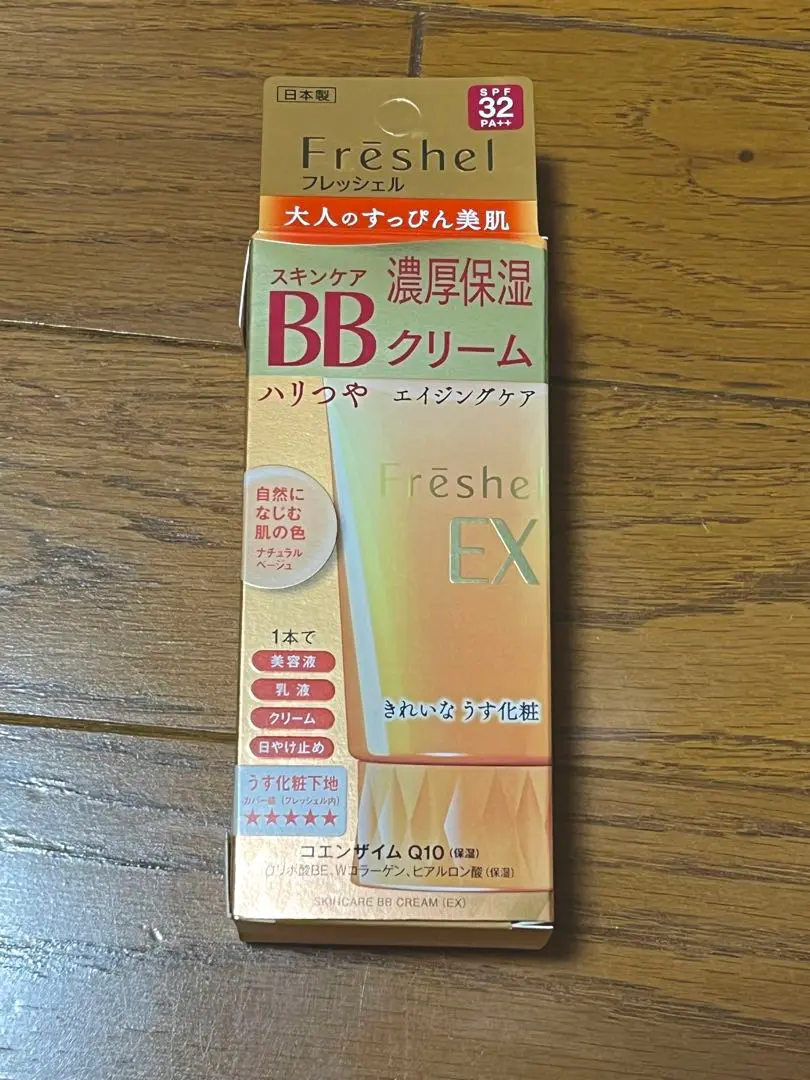 日本製
SPF
32
PA++
Frēshel
フレッシェル
大人のすっぴん美肌
スキンケア
BB
濃厚保湿
クリーム
ハリつや エイジングケア
Frēshel
EX
自然に
なじむ
肌の色
ナチュラル
ベージュ
1本で
美容液
乳液
クリーム
日やけ止め
きれいな うす化粧
うす化粧下地
カバー感 (フレッシェル内)
★★★★★
コエンザイム Q10 (保湿)
αリポ酸BE、Wコラーゲン、ヒアルロン酸 (保湿)
SKINCARE BB CREAM (EX)